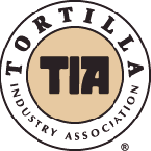 TORTILLA
TIA
INDUSTRY ASSOCIATION
®